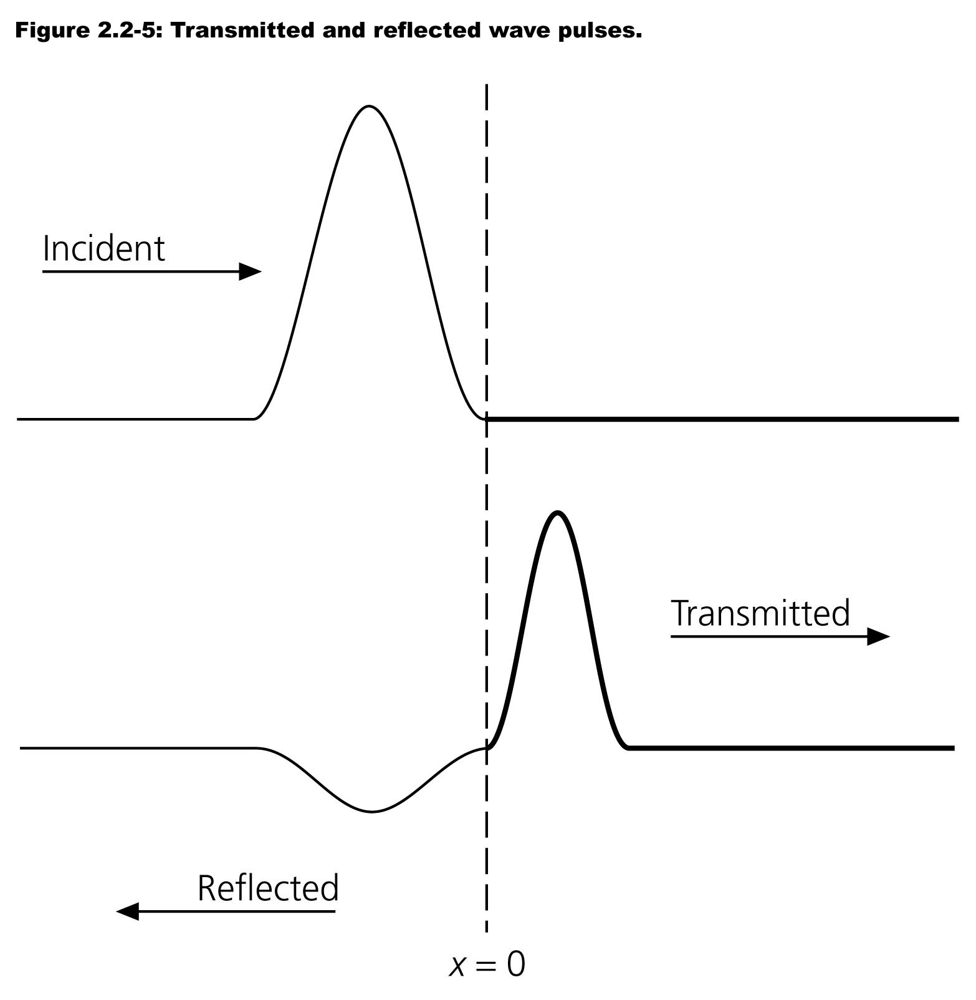 Figure 2.2-5: Transmitted and reflected wave pulses.
Incident
Transmitted
Reflected
x = 0